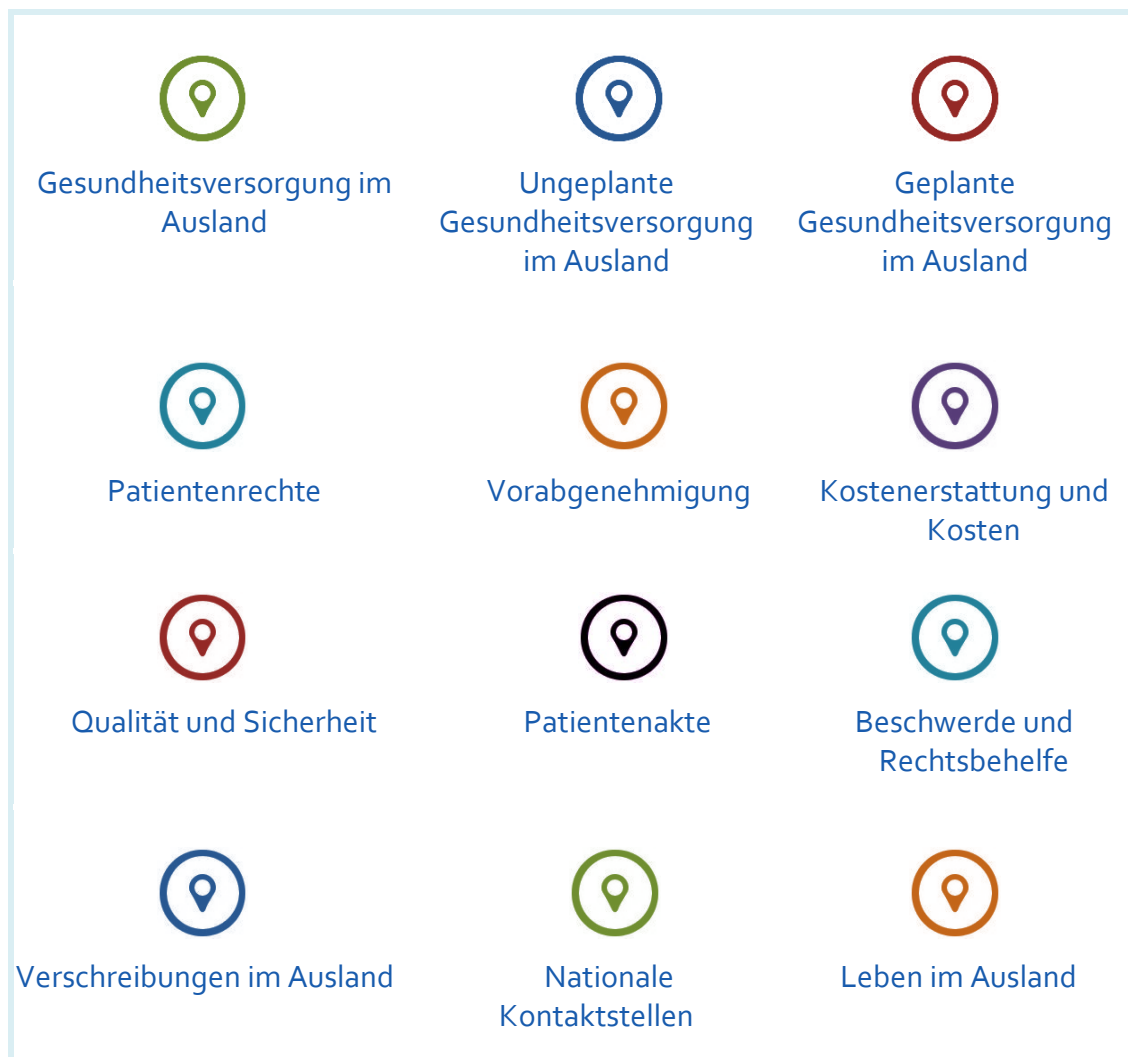 Gesundheitsversorgung im
Ausland
Ungeplante
Gesundheitsversorgung
im Ausland
Geplante
Gesundheitsversorgung
im Ausland
Patientenrechte
Vorabgenehmigung
Kostenerstattung und
Kosten
Qualität und Sicherheit
Patientenakte
Beschwerde und
Rechtsbehelfe
Verschreibungen im Ausland
Nationale
Kontaktstellen
Leben im Ausland